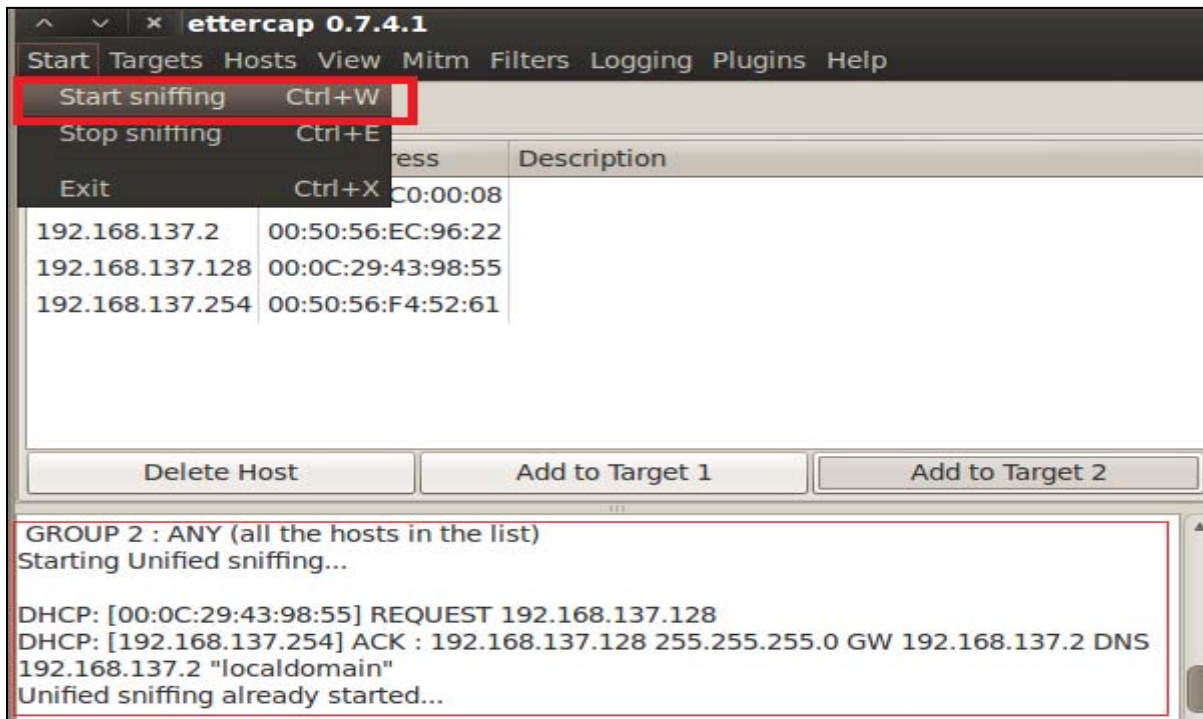 ettercap 0.7.4.1
Start Targets Hosts View Mitm Filters Logging Plugins Help
Start sniffing Ctrl+W
Stop sniffing Ctrl+E
Exit Ctrl+X
ress Description
C0:00:08
192.168.137.2 00:50:56:EC:96:22
192.168.137.128 00:0C:29:43:98:55
192.168.137.254 00:50:56:F4:52:61
Delete Host Add to Target 1 Add to Target 2
GROUP 2 : ANY (all the hosts in the list)
Starting Unified sniffing...
DHCP: [00:0C:29:43:98:55] REQUEST 192.168.137.128
DHCP: [192.168.137.254] ACK : 192.168.137.128 255.255.255.0 GW 192.168.137.2 DNS
192.168.137.2 "localdomain"
Unified sniffing already started...